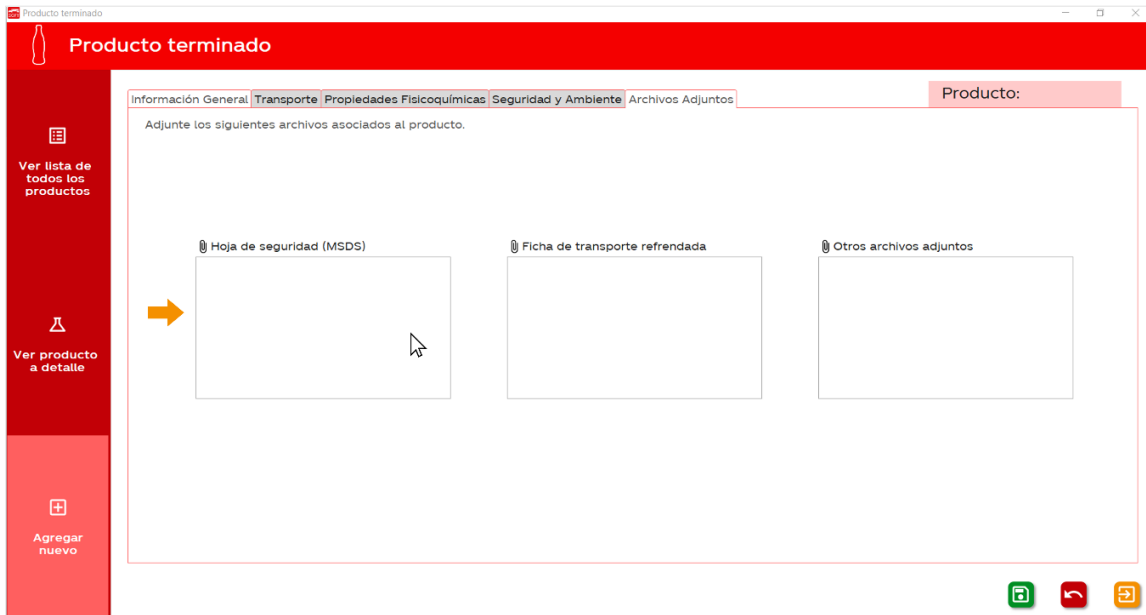 Producto terminado
Producto terminado
Información General Transporte Propiedades Fisicoquímicas Seguridad y Ambiente Archivos Adjuntos
Producto:
Adjunte los siguientes archivos asociados al producto.
Ver lista de
todos los
productos
Hoja de seguridad (MSDS)
Ficha de transporte refrendada
Otros archivos adjuntos
Ver producto
a detalle
Agregar
nuevo